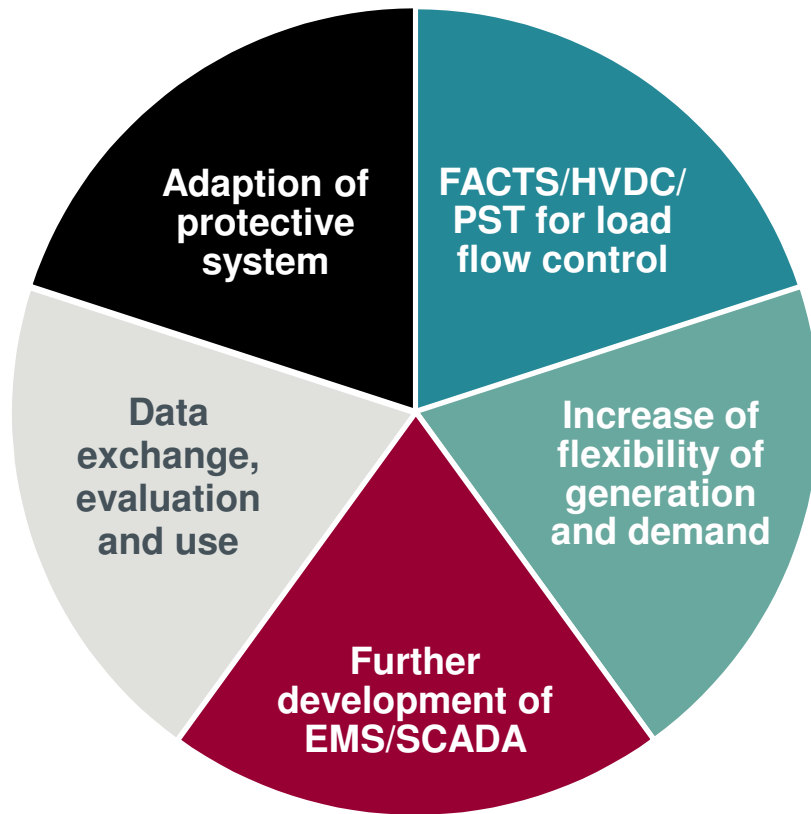 Adaption of
protective
system
FACTS/HVDC/
PST for load
flow control
Data
exchange,
evaluation
and use
Increase of
flexibility of
generation
and demand
Further
development of
EMS/SCADA